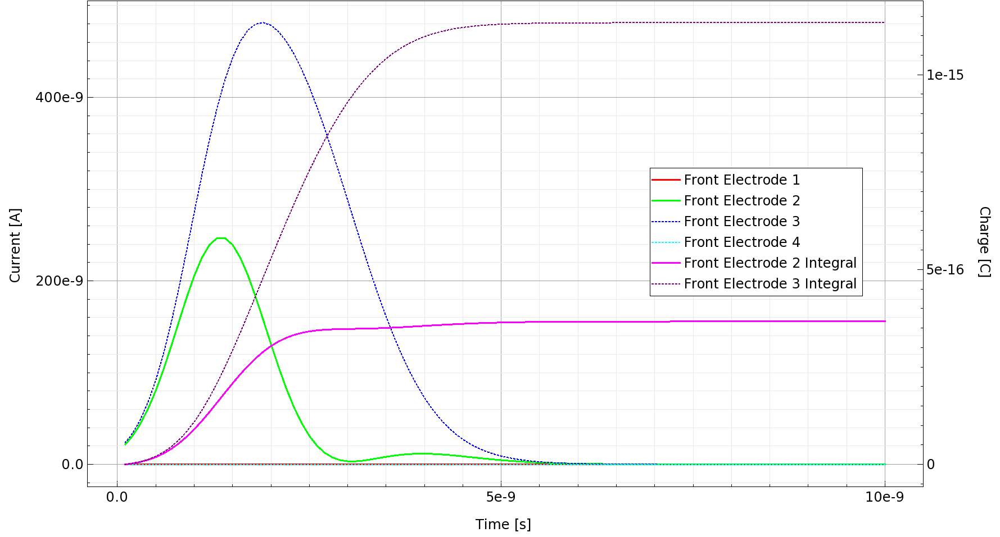 Current [A]
400e-9
200e-9
0.0
0.0
5e-9
10e-9
Time [s]
1e-15
5e-16
0
Charge [C]
Front Electrode 1
Front Electrode 2
Front Electrode 3
Front Electrode 4
Front Electrode 2 Integral
Front Electrode 3 Integral